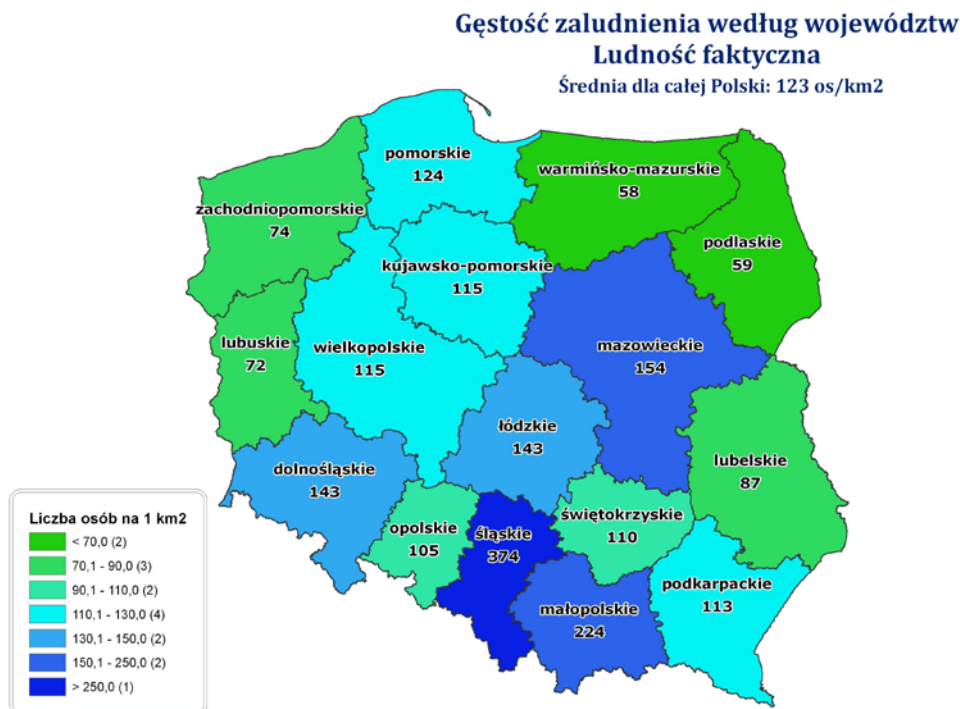 Gęstość zaludnienia według województw
Ludność faktyczna
Średnia dla całej Polski: 123 os/km2
pomorskie
124
warmińsko-mazurskie
58
zachodniopomorskie
74
podlaskie
59
kujawsko-pomorskie
115
lubuskie
72
wielkopolskie
115
mazowieckie
154
łódzkie
143
dolnośląskie
143
lubelskie
87
opolskie
105
śląskie
374
świętokrzyskie
110
podkarpackie
113
małopolskie
224
Liczba osób na 1 km2
< 70,0 (2)
70,1 - 90,0 (3)
90,1 - 110,0 (2)
110,1 - 130,0 (4)
130,1 - 150,0 (2)
150,1 - 250,0 (2)
> 250,0 (1)